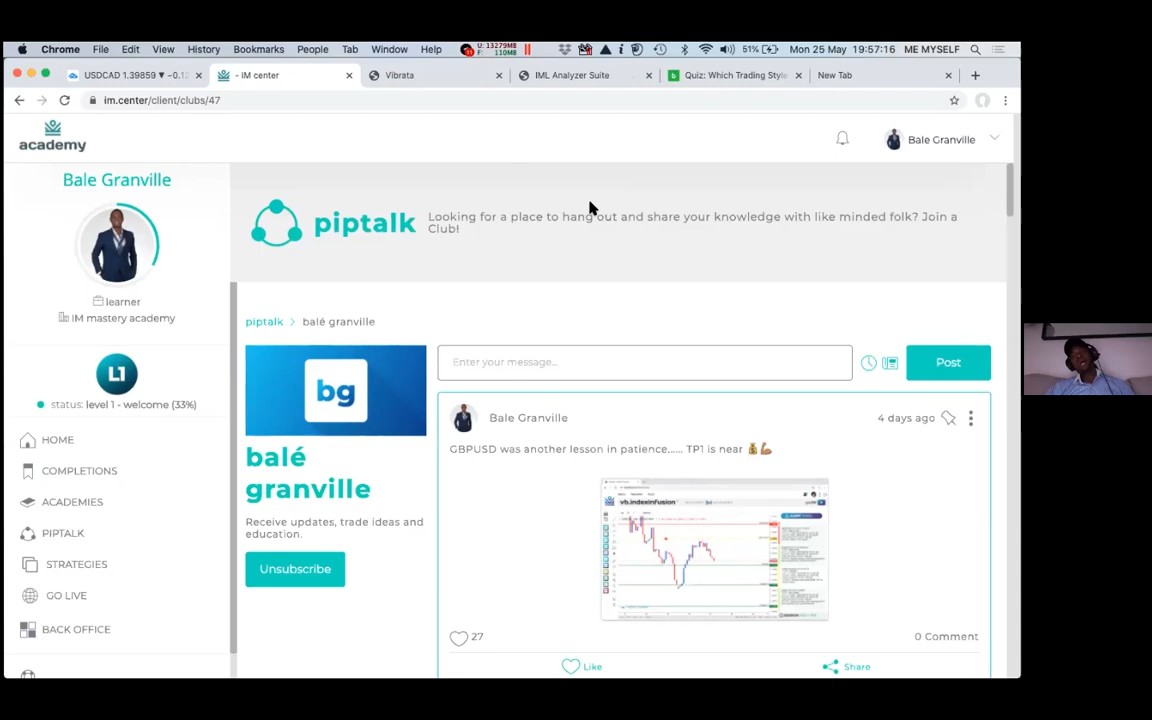 Chrome File Edit View History Bookmarks People Tab Window Help 51% Mon 25 May 19:57:16 ME MYSELF
USDCAD 1.39859 ▼ −0.1 - IM center Vibrata IML Analyzer Suite Quiz: Which Trading Style New Tab
im.center/client/clubs/47
academy
Bale Granville
Bale Granville
learner
IM mastery academy
L1
status: level 1 - welcome (33%)
HOME
COMPLETIONS
ACADEMIES
PIPTALK
STRATEGIES
GO LIVE
BACK OFFICE
piptalk
Looking for a place to hang out and share your knowledge with like minded folk? Join a
Club!
piptalk > balé granville
bg
balé
granville
Receive updates, trade ideas and
education.
Unsubscribe
Enter your message...
Post
Bale Granville
4 days ago
GBPUSD was another lesson in patience...... TP1 is near 💰💪🏽
27
0 Comment
Like
Share